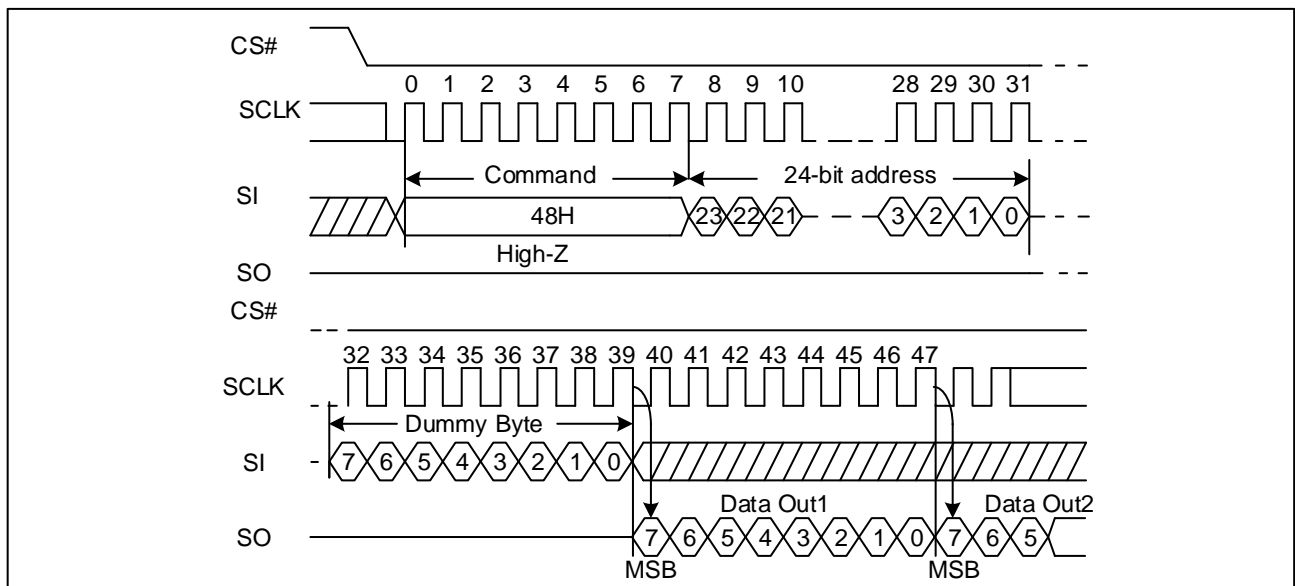 CS#
0 1 2 3 4 5 6 7 8 9 10 28 29 30 31
SCLK
Command 24-bit address
SI
48H 23 22 21 3 2 1 0
High-Z
SO
CS#
32 33 34 35 36 37 38 39 40 41 42 43 44 45 46 47
SCLK
Dummy Byte
SI 7 6 5 4 3 2 1 0
Data Out1 Data Out2
SO 7 6 5 4 3 2 1 0 7 6 5
MSB MSB